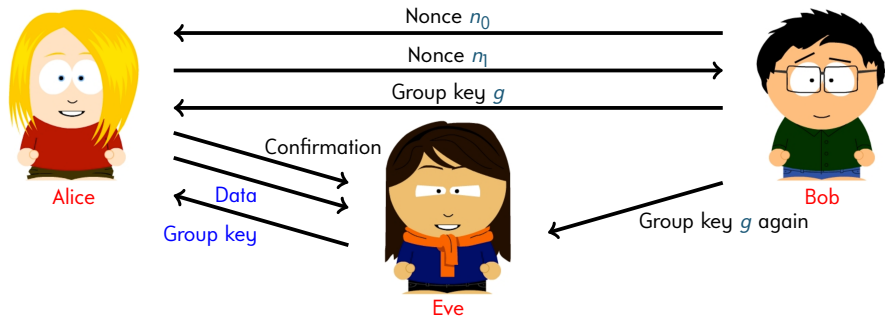 Nonce n0
Nonce n1
Group key g
Confirmation
Data
Alice
Bob
Group key g again
Group key
Eve